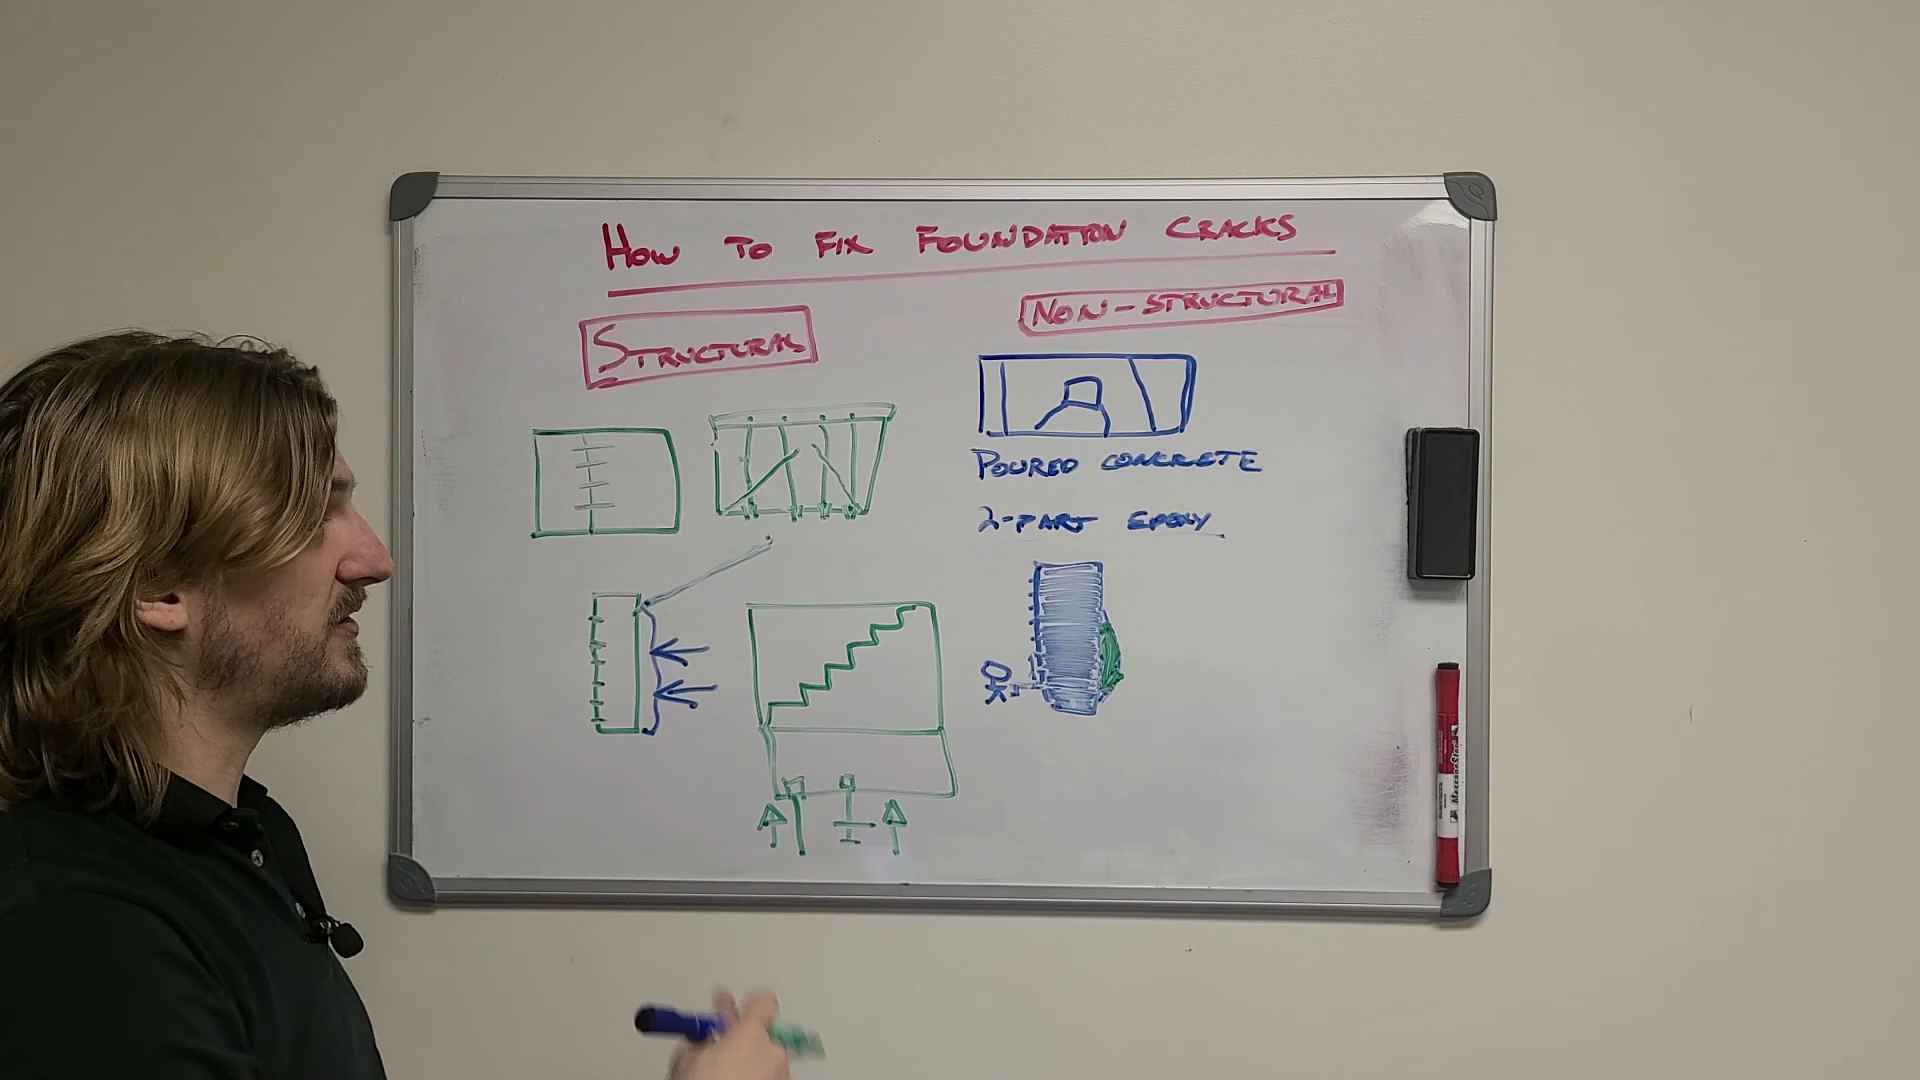 How to Fix Foundation Cracks
Structural
Non-Structural
Poured Concrete
2-Part Epoxy